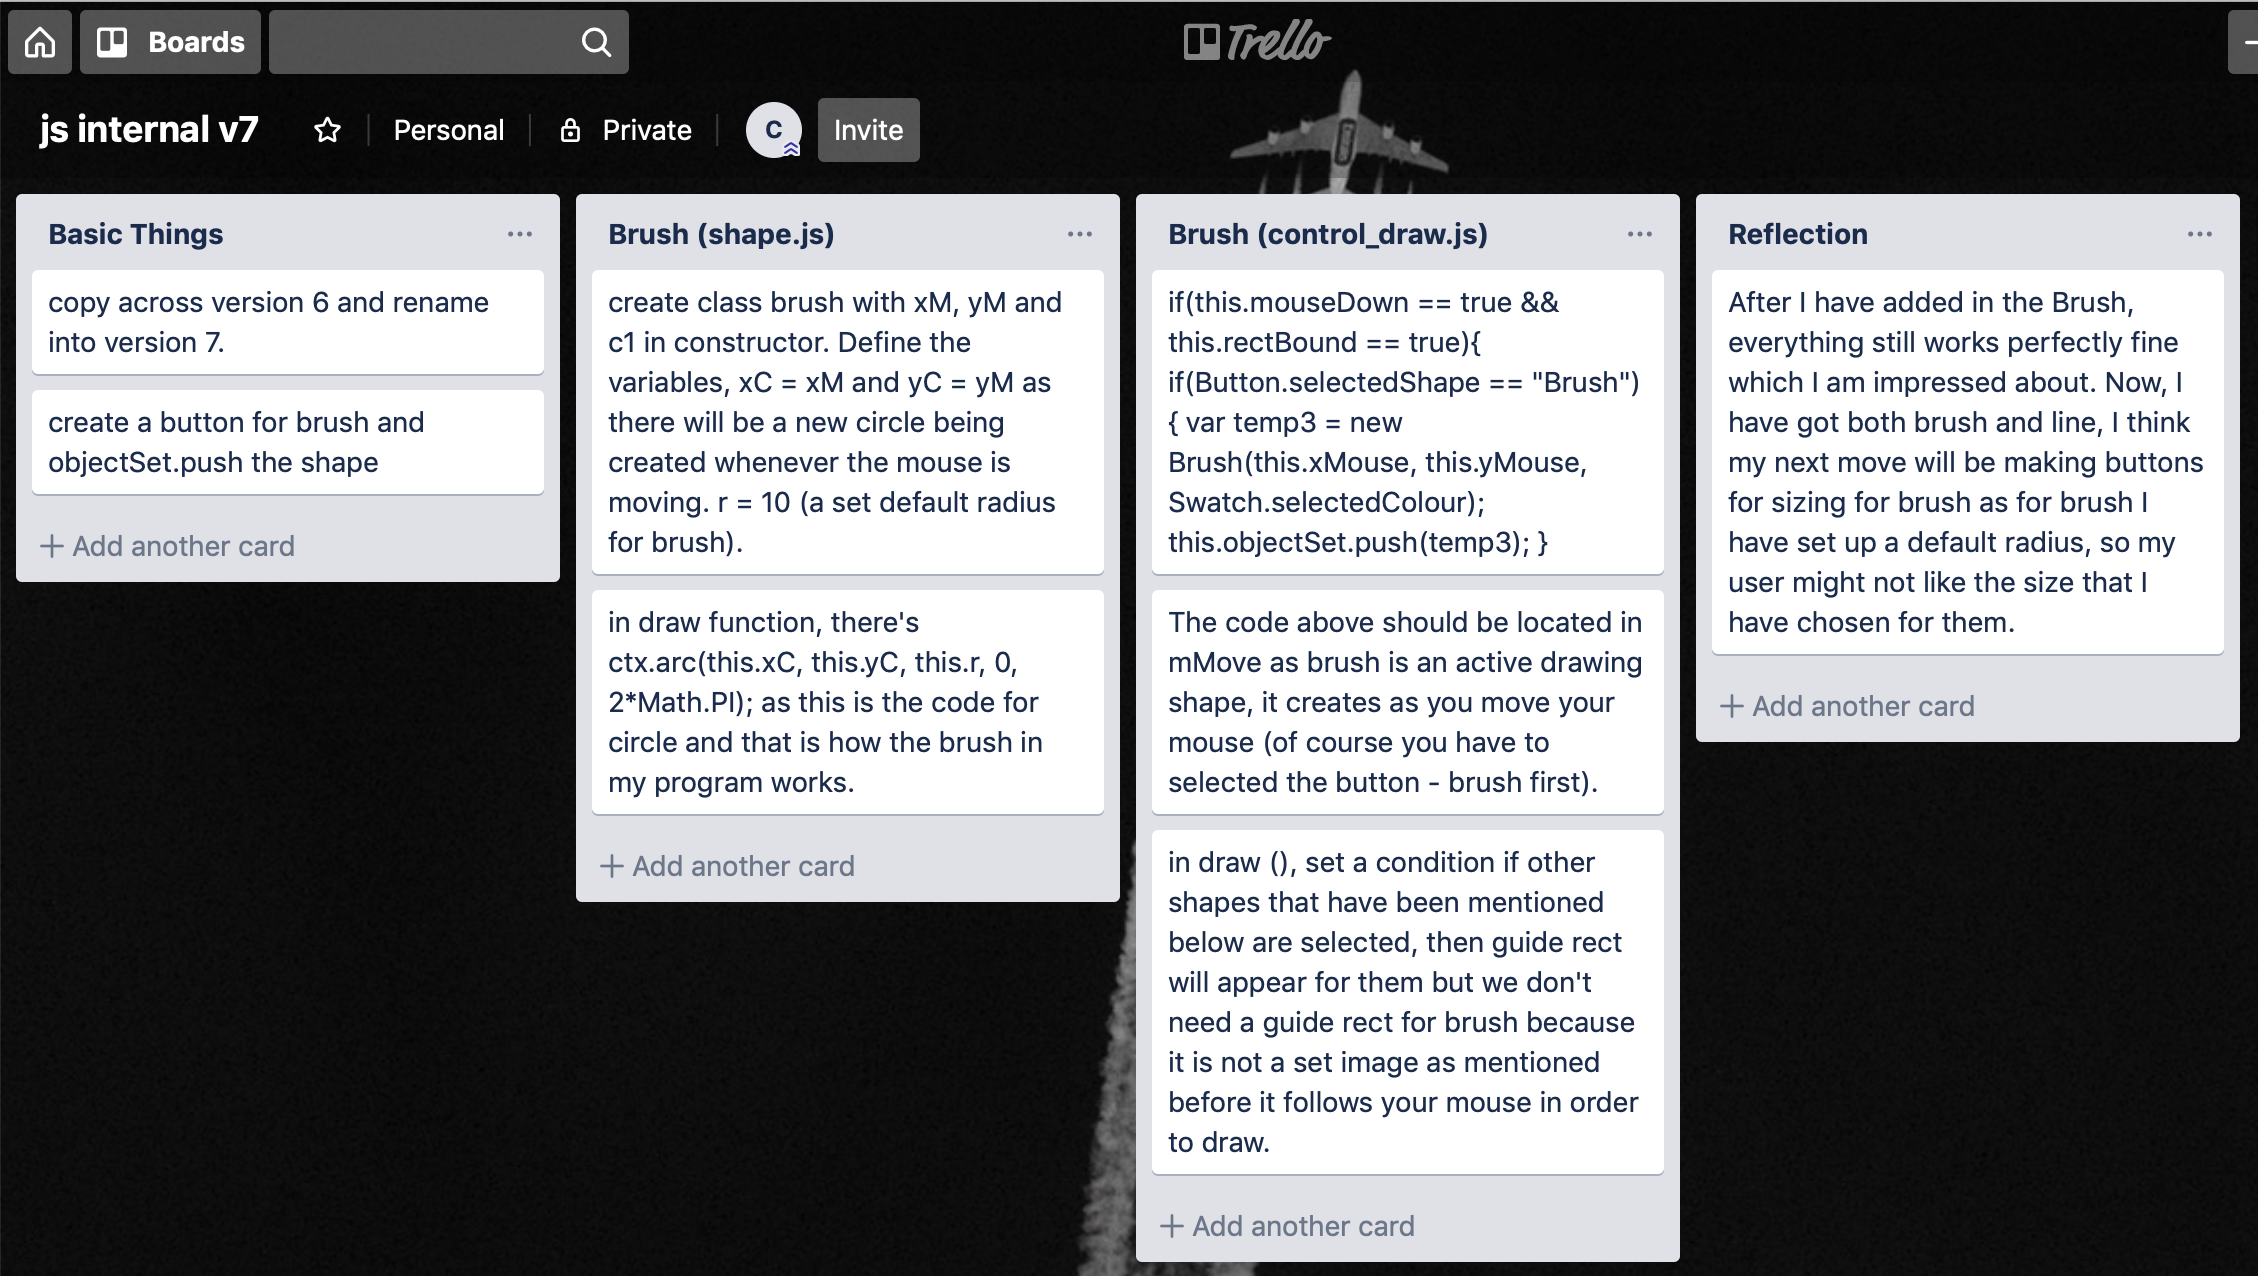 Boards
Trello
js internal v7
Personal
Private
C
Invite
Basic Things
copy across version 6 and rename
into version 7.
create a button for brush and
objectSet.push the shape
Add another card
Brush (shape.js)
create class brush with xM, yM and
c1 in constructor. Define the
variables, xC = xM and yC = yM as
there will be a new circle being
created whenever the mouse is
moving. r = 10 (a set default radius
for brush).
in draw function, there's
ctx.arc(this.xC, this.yC, this.r, 0,
2*Math.PI); as this is the code for
circle and that is how the brush in
my program works.
Add another card
Brush (control_draw.js)
if(this.mouseDown == true &&
this.rectBound == true){
if(Button.selectedShape == "Brush")
{ var temp3 = new
Brush(this.xMouse, this.yMouse,
Swatch.selectedColour);
this.objectSet.push(temp3); }
The code above should be located in
mMove as brush is an active drawing
shape, it creates as you move your
mouse (of course you have to
selected the button - brush first).
in draw (), set a condition if other
shapes that have been mentioned
below are selected, then guide rect
will appear for them but we don't
need a guide rect for brush because
it is not a set image as mentioned
before it follows your mouse in order
to draw.
Add another card
Reflection
After I have added in the Brush,
everything still works perfectly fine
which I am impressed about. Now, I
have got both brush and line, I think
my next move will be making buttons
for sizing for brush as for brush I
have set up a default radius, so my
user might not like the size that I
have chosen for them.
Add another card